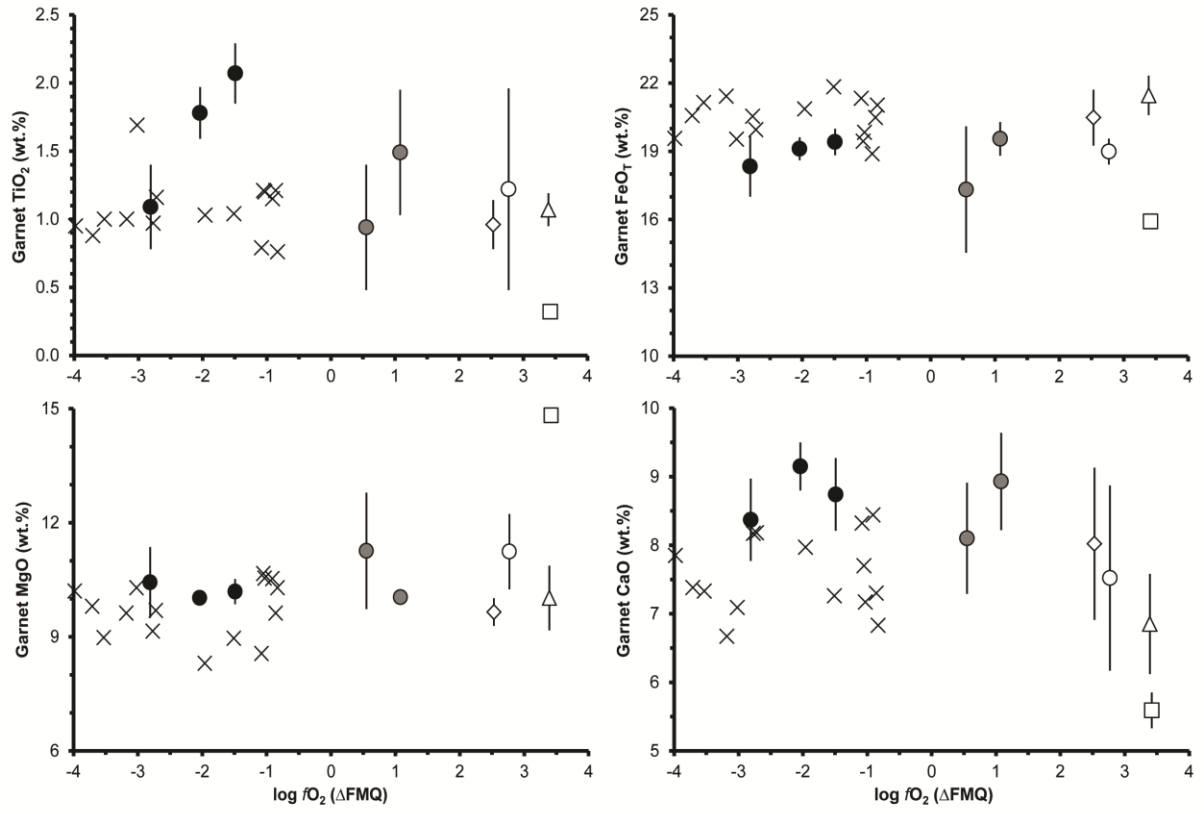 2.5
2.0
1.5
1.0
0.5
0.0
Garnet TiO₂ (wt.%)
-4 -3 -2 -1 0 1 2 3 4
25
22
19
16
13
10
Garnet FeOT (wt.%)
-4 -3 -2 -1 0 1 2 3 4
15
12
9
6
Garnet MgO (wt.%)
-4 -3 -2 -1 0 1 2 3 4
log fO₂ (ΔFMQ)
10
9
8
7
6
5
Garnet CaO (wt.%)
-4 -3 -2 -1 0 1 2 3 4
log fO₂ (ΔFMQ)